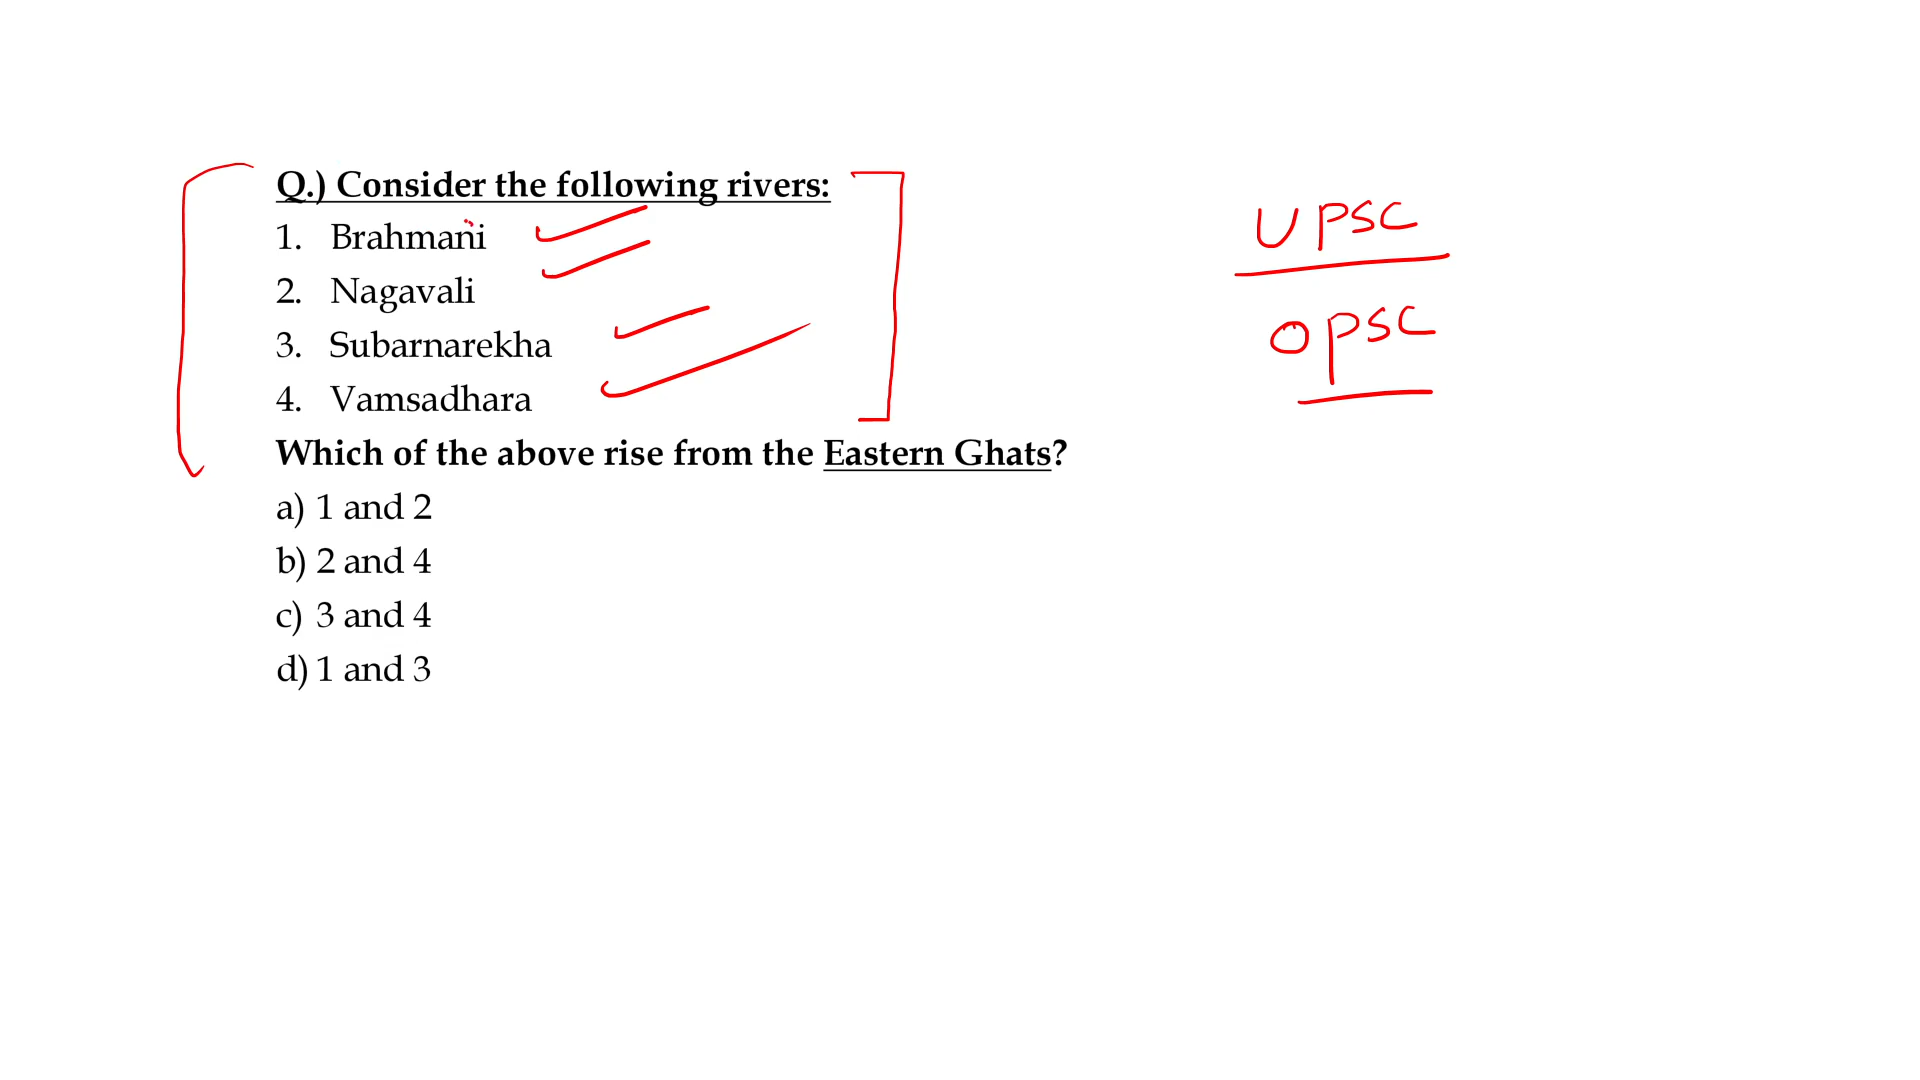 Q.) Consider the following rivers:
1. Brahmani
2. Nagavali
3. Subarnarekha
4. Vamsadhara
Which of the above rise from the Eastern Ghats?
a) 1 and 2
b) 2 and 4
c) 3 and 4
d) 1 and 3
UPSC
OPSC